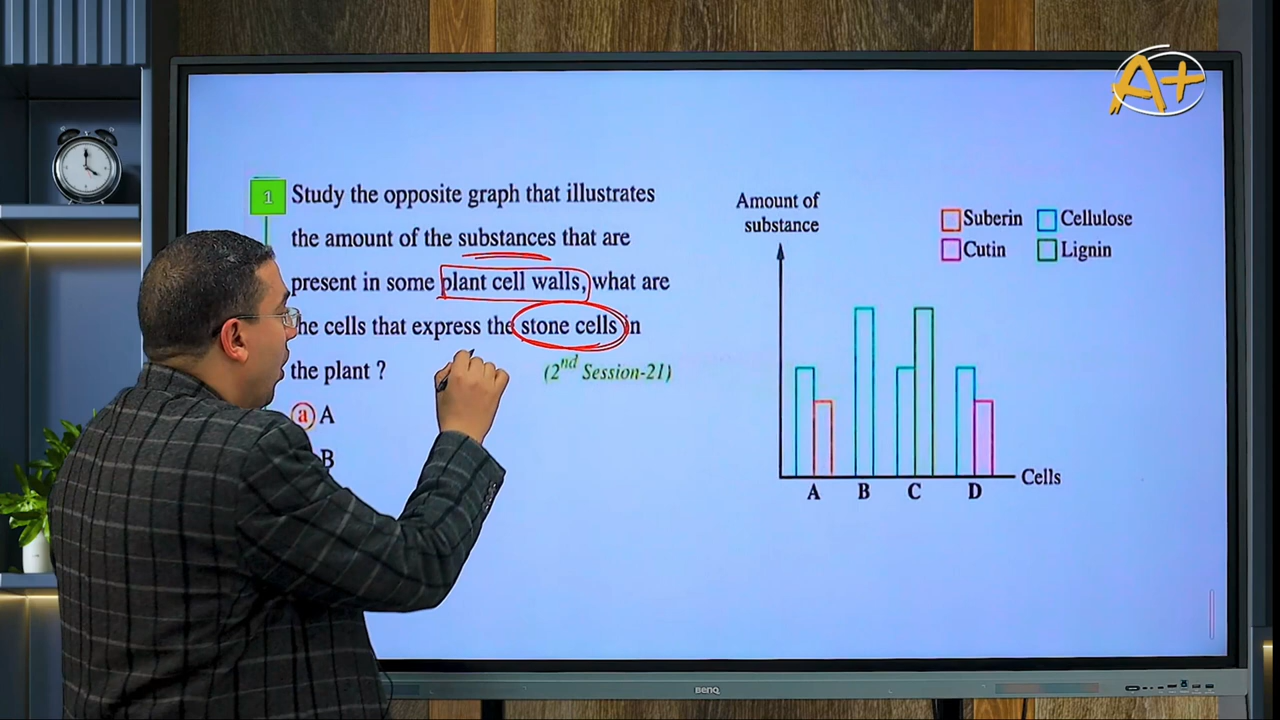 A+
1 Study the opposite graph that illustrates
the amount of the substances that are
present in some plant cell walls, what are
he cells that express the stone cells in
the plant ?
(2nd Session-21)
a A
B
Amount of
substance
Suberin Cellulose
Cutin Lignin
Cells
A B C D
BENQ